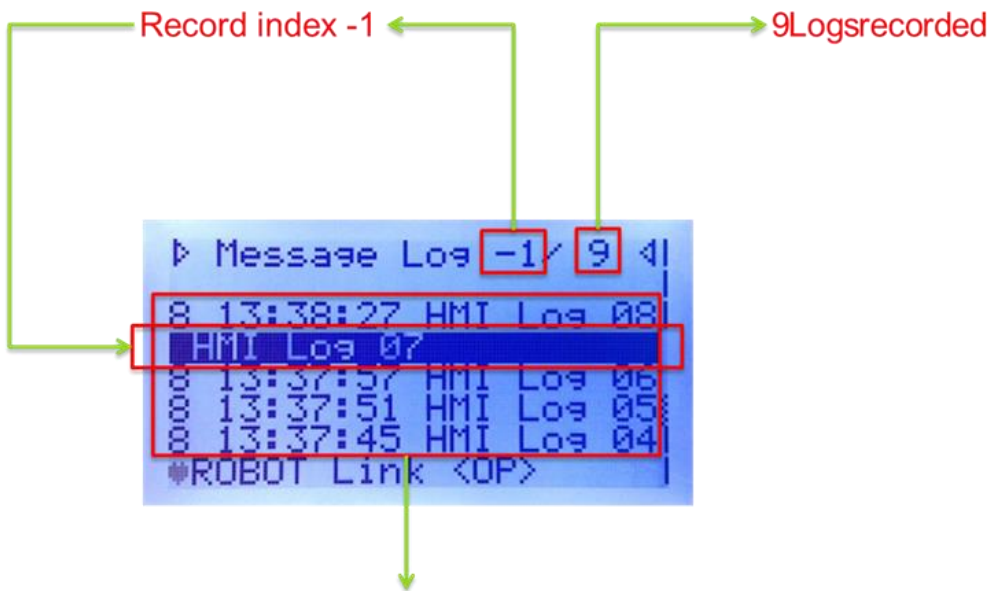 Record index -1
9Logsrecorded
Message Log -1/ 9
8 13:38:27 HMI Log 08
HMI Log 07
8 13:37:57 HMI Log 06
8 13:37:51 HMI Log 05
8 13:37:45 HMI Log 04
ROBOT Link <OP>